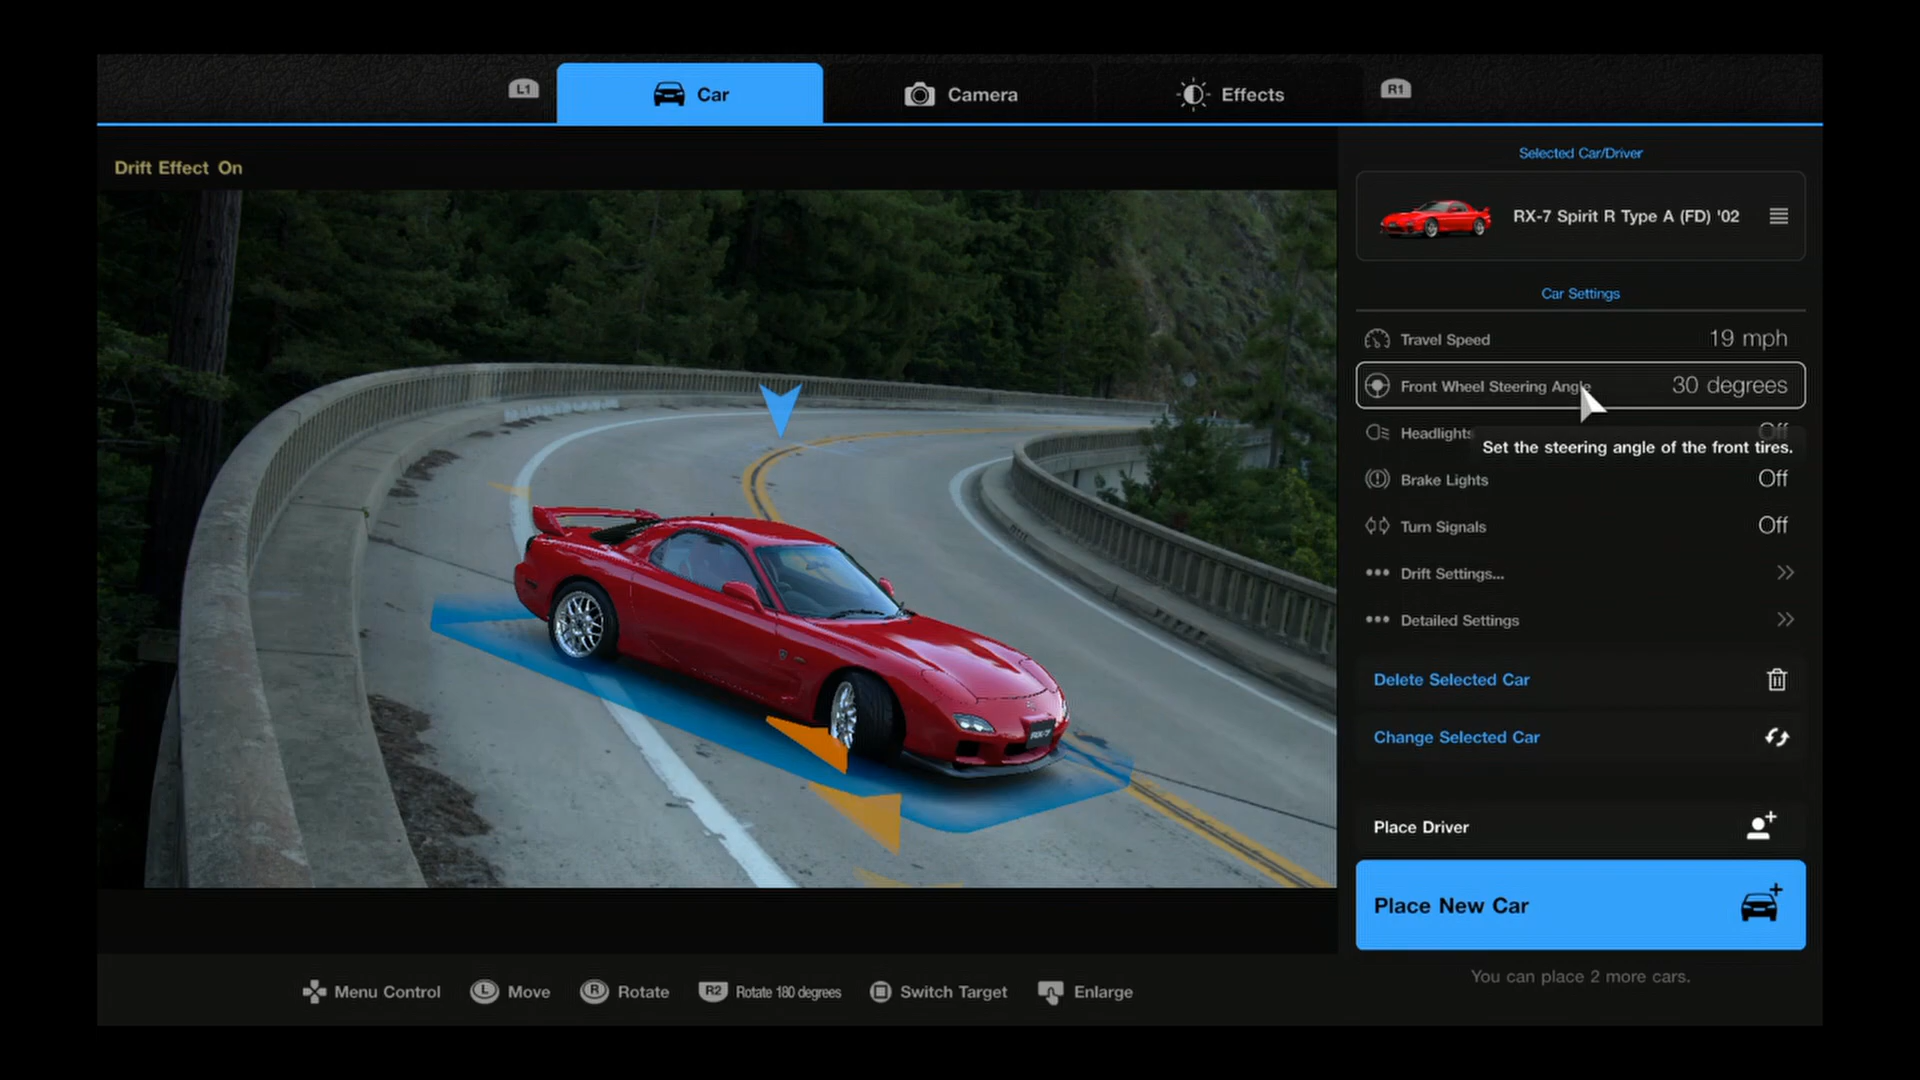 L1
Car
Camera
Effects
R1
Drift Effect On
Selected Car/Driver
RX-7 Spirit R Type A (FD) '02
Car Settings
Travel Speed 19 mph
Front Wheel Steering Angle 30 degrees
Headlights Off
Set the steering angle of the front tires.
Brake Lights Off
Turn Signals Off
Drift Settings...
Detailed Settings
Delete Selected Car
Change Selected Car
Place Driver
Place New Car
You can place 2 more cars.
RX-7
Menu Control
L Move
R Rotate
R2 Rotate 180 degrees
Switch Target
Enlarge